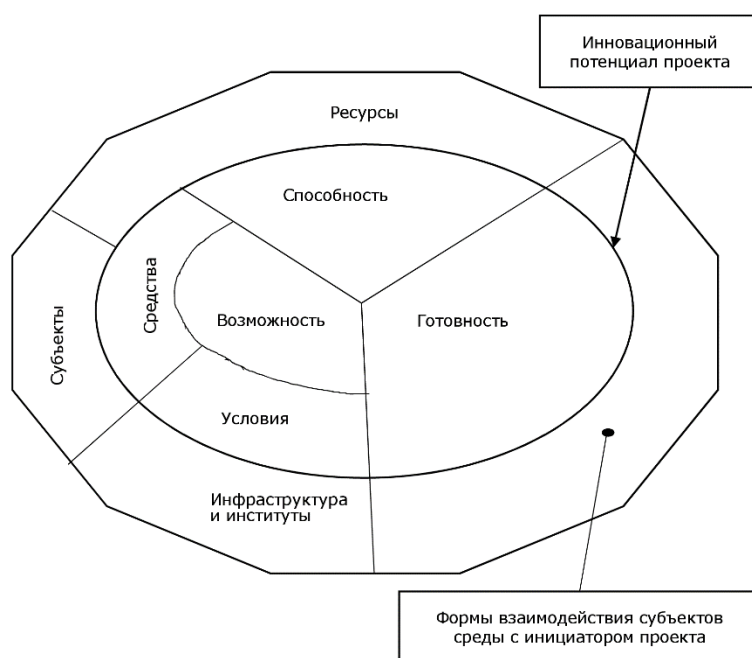 Инновационный
потенциал проекта
Ресурсы
Способность
Средства
Субъекты
Возможность
Готовность
Условия
Инфраструктура
и институты
Формы взаимодействия субъектов
среды с инициатором проекта